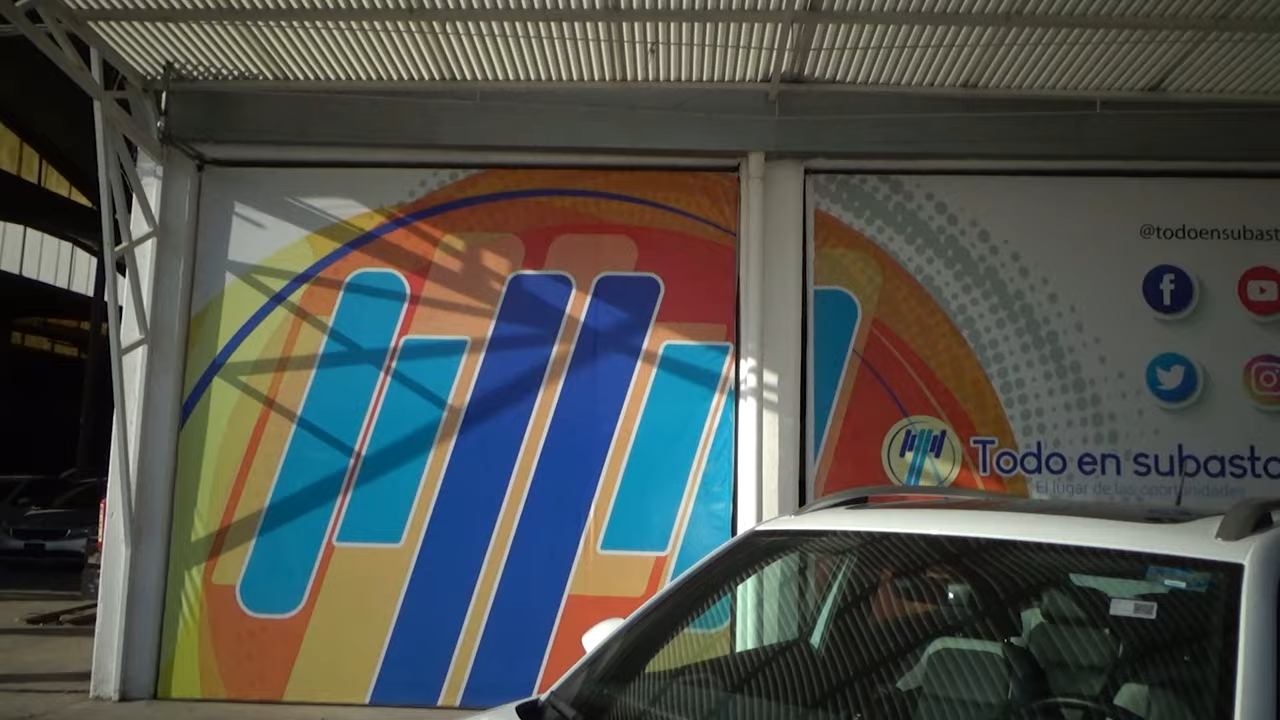 @todoensubast
Todo en subasta
El lugar de las oportunidades